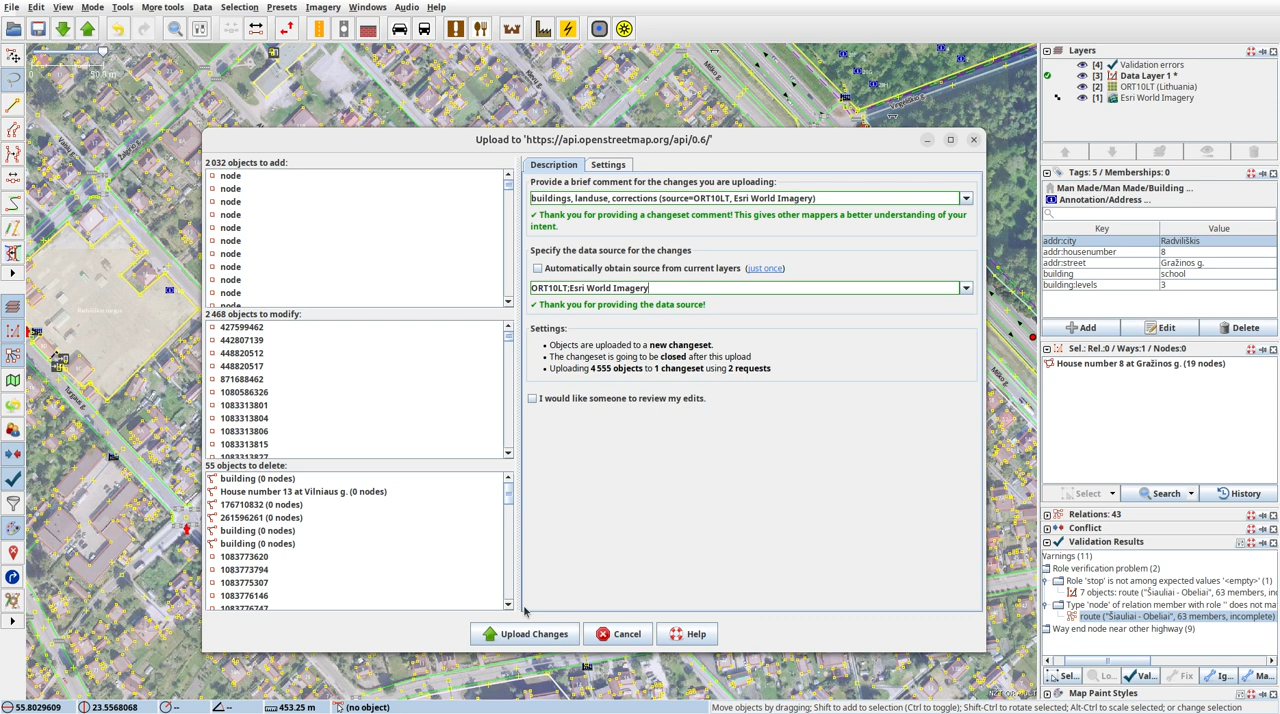 File Edit View Mode Tools More tools Data Selection Presets Imagery Windows Audio Help
0 50.0 m
Upload to 'https://api.openstreetmap.org/api/0.6/'
2 032 objects to add:
node
node
node
node
node
node
node
node
node
node
node
2 468 objects to modify:
427599462
442807139
448820512
448820517
871688462
1080586326
1083313801
1083313804
1083313806
1083313815
1083313827
55 objects to delete:
building (0 nodes)
House number 13 at Vilniaus g. (0 nodes)
176710832 (0 nodes)
261596261 (0 nodes)
building (0 nodes)
building (0 nodes)
1083773620
1083773794
1083775307
1083776146
1083776747
Description Settings
Provide a brief comment for the changes you are uploading:
buildings, landuse, corrections (source=ORT10LT, Esri World Imagery)
✔ Thank you for providing a changeset comment! This gives other mappers a better understanding of your
intent.
Specify the data source for the changes
Automatically obtain source from current layers (just once)
ORT10LT;Esri World Imagery
✔ Thank you for providing the data source!
Settings:
• Objects are uploaded to a new changeset.
• The changeset is going to be closed after this upload
• Uploading 4 555 objects to 1 changeset using 2 requests
I would like someone to review my edits.
Upload Changes Cancel Help
Layers
[4] Validation errors
[3] Data Layer 1 *
[2] ORT10LT (Lithuania)
[1] Esri World Imagery
Tags: 5 / Memberships: 0
Man Made/Man Made/Building ...
Annotation/Address ...
Key Value
addr:city Radviliškis
addr:housenumber 8
addr:street Gražinos g.
building school
building:levels 3
Add Edit Delete
Sel.: Rel.:0 / Ways:1 / Nodes:0
House number 8 at Gražinos g. (19 nodes)
Select Search History
Relations: 43
Conflict
Validation Results
Varnings (11)
Role verification problem (2)
Role 'stop' is not among expected values '<empty>' (1)
7 objects: route ("Šiauliai - Obeliai", 63 members, in
Type 'node' of relation member with role '' does not ma
route ("Šiauliai - Obeliai", 63 members, incomplete)
Way end node near other highway (9)
Sel... Lo... Val... Fix Ig... Ma...
Map Paint Styles
55.8029609 23.5568068 -- -- 453.25 m (no object) Move objects by dragging; Shift to add to selection (Ctrl to toggle); Shift-Ctrl to rotate selected; Alt-Ctrl to scale selected; or change selection